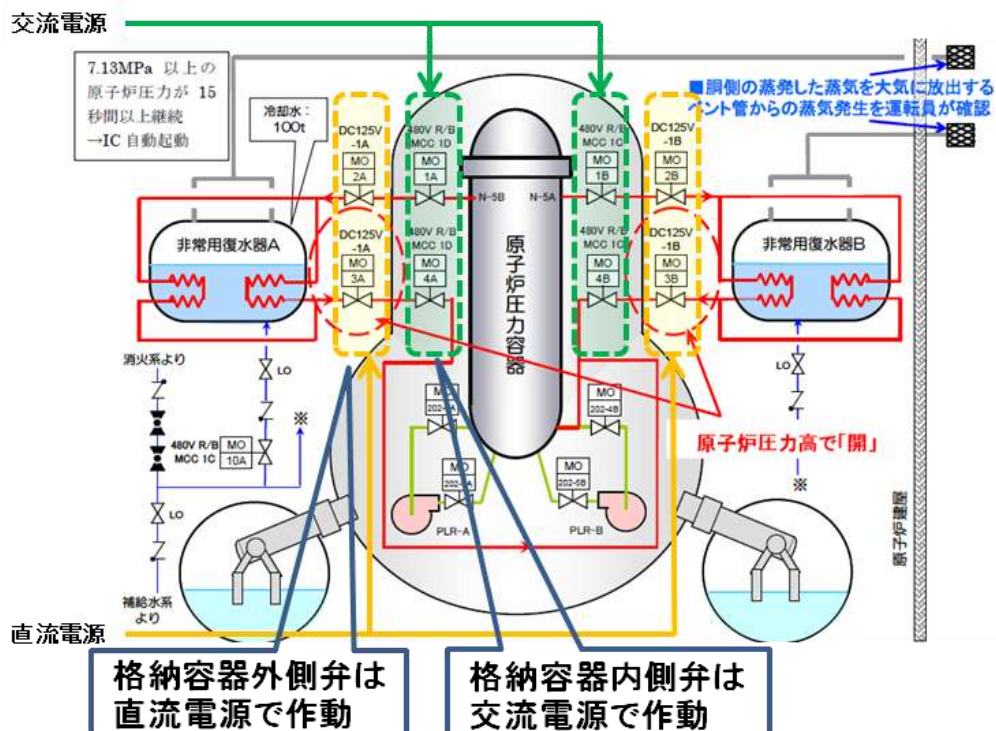 交流電源
7.13MPa 以上の
原子炉圧力が 15
秒間以上継続
→IC 自動起動
冷却水：
100t
DC125V
-1A
MO
2A
480V R/B
MCC 1D
MO
1A
480V R/B
MCC 1C
MO
1B
DC125V
-1B
MO
2B
■胴側の蒸発した蒸気を大気に放出する
ベント管からの蒸気発生を運転員が確認
N-5B
N-5A
非常用復水器A
DC125V
-1A
MO
3A
480V R/B
MCC 1D
MO
4A
原子炉圧力容器
480V R/B
MCC 1C
MO
4B
DC125V
-1B
MO
3B
非常用復水器B
消火系より
LO
※
480V R/B
MCC 1C
MO
10A
LO
補給水系
より
MO
MO
202-4B
MO
MO
202-5B
PLR-A
PLR-B
原子炉圧力高で「開」
LO
※
原子炉建屋
直流電源
格納容器外側弁は
直流電源で作動
格納容器内側弁は
交流電源で作動